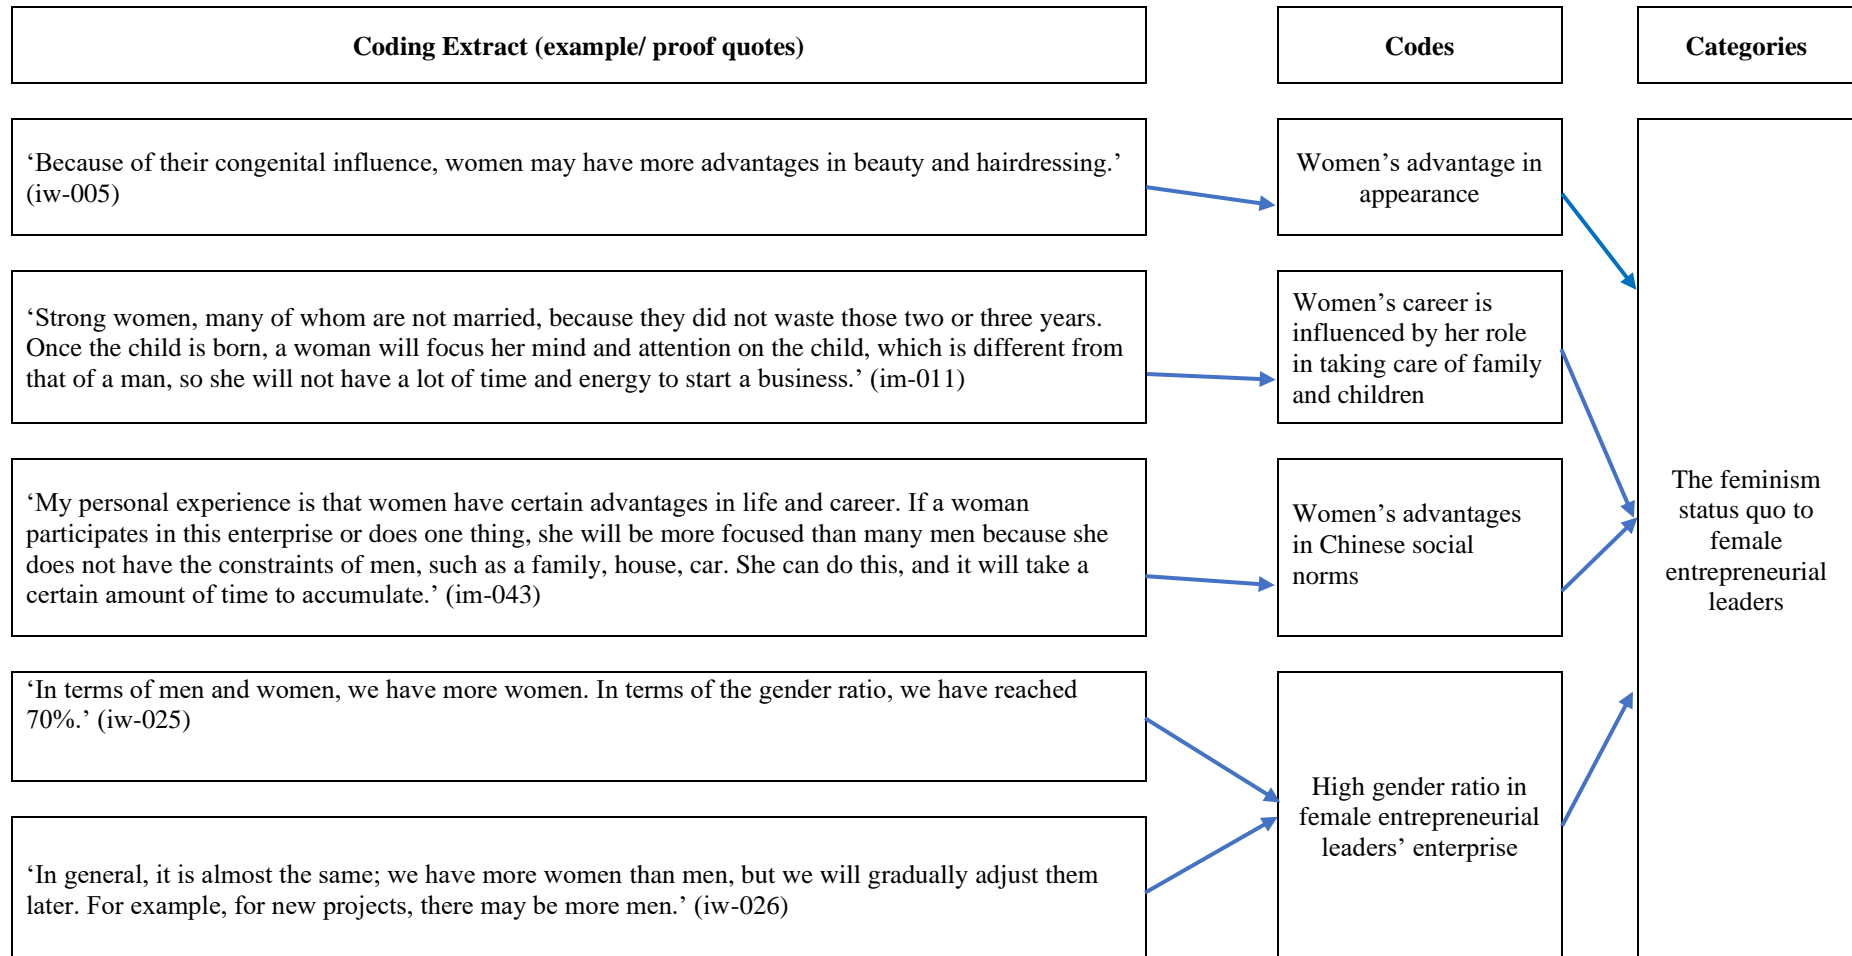 Coding Extract (example/ proof quotes)
Codes
Categories
‘Because of their congenital influence, women may have more advantages in beauty and hairdressing.’
(iw-005)
Women’s advantage in
appearance
‘Strong women, many of whom are not married, because they did not waste those two or three years.
Once the child is born, a woman will focus her mind and attention on the child, which is different from
that of a man, so she will not have a lot of time and energy to start a business.’ (im-011)
Women’s career is
influenced by her role
in taking care of family
and children
‘My personal experience is that women have certain advantages in life and career. If a woman
participates in this enterprise or does one thing, she will be more focused than many men because she
does not have the constraints of men, such as a family, house, car. She can do this, and it will take a
certain amount of time to accumulate.’ (im-043)
Women’s advantages
in Chinese social
norms
‘In terms of men and women, we have more women. In terms of the gender ratio, we have reached
70%.’ (iw-025)
‘In general, it is almost the same; we have more women than men, but we will gradually adjust them
later. For example, for new projects, there may be more men.’ (iw-026)
High gender ratio in
female entrepreneurial
leaders’ enterprise
The feminism
status quo to
female
entrepreneurial
leaders